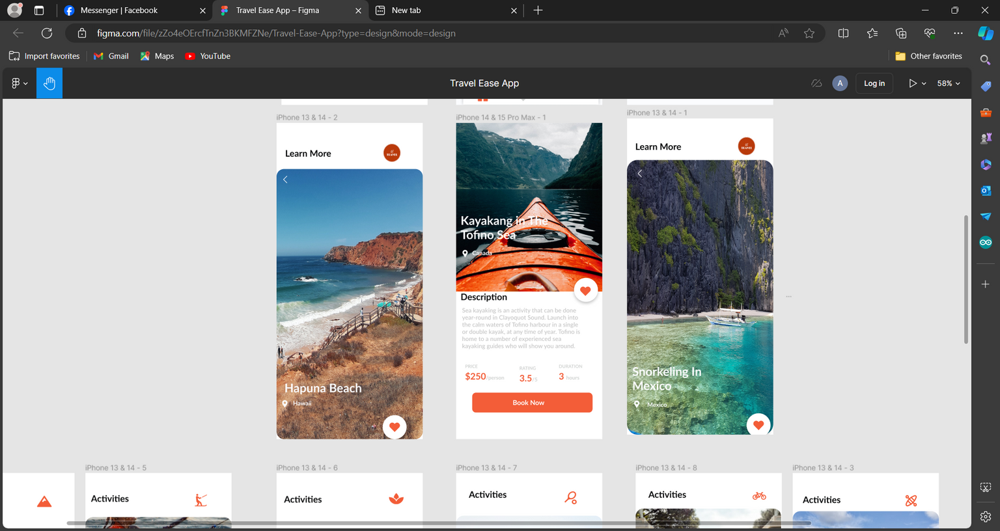 Messenger | Facebook
Travel Ease App – Figma
New tab
figma.com/file/zZo4eOErcfTnZn3BKMFZNe/Travel-Ease-App?type=design&mode=design
Import favorites
Gmail
Maps
YouTube
Other favorites
Travel Ease App
A
Log in
58%
iPhone 13 & 14 - 2
Learn More
TRAVEL
Hapuna Beach
Hawaii
iPhone 14 & 15 Pro Max - 1
Kayakang in The
Tofino Sea
Canada
Description
Sea kayaking is an activity that can be done
year-round in Clayoquot Sound. Launch into
the calm waters of Tofino harbour in a single
or double kayak, at any time of year. Tofino is
home to a number of experienced sea
kayaking guides who will show you around.
PRICE
$250/person
RATING
3.5/5
DURATION
3 hours
Book Now
iPhone 13 & 14 - 1
Learn More
TRAVEL
Snorkeling In
Mexico
Mexico
iPhone 13 & 14 - 5
Activities
iPhone 13 & 14 - 6
Activities
iPhone 13 & 14 - 7
Activities
iPhone 13 & 14 - 8
Activities
iPhone 13 & 14 - 3
Activities